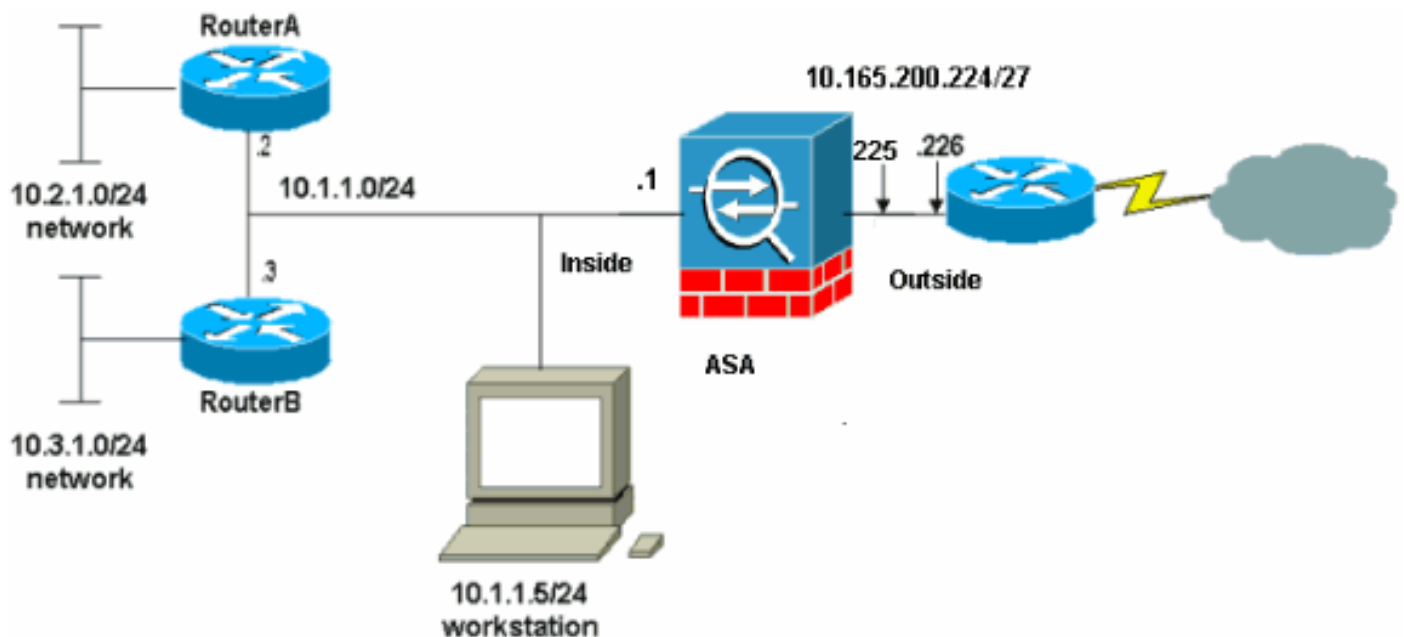 RouterA
10.165.200.224/27
.2
225
.226
10.2.1.0/24
network
10.1.1.0/24
.1
.3
Inside
Outside
RouterB
ASA
10.3.1.0/24
network
10.1.1.5/24
workstation